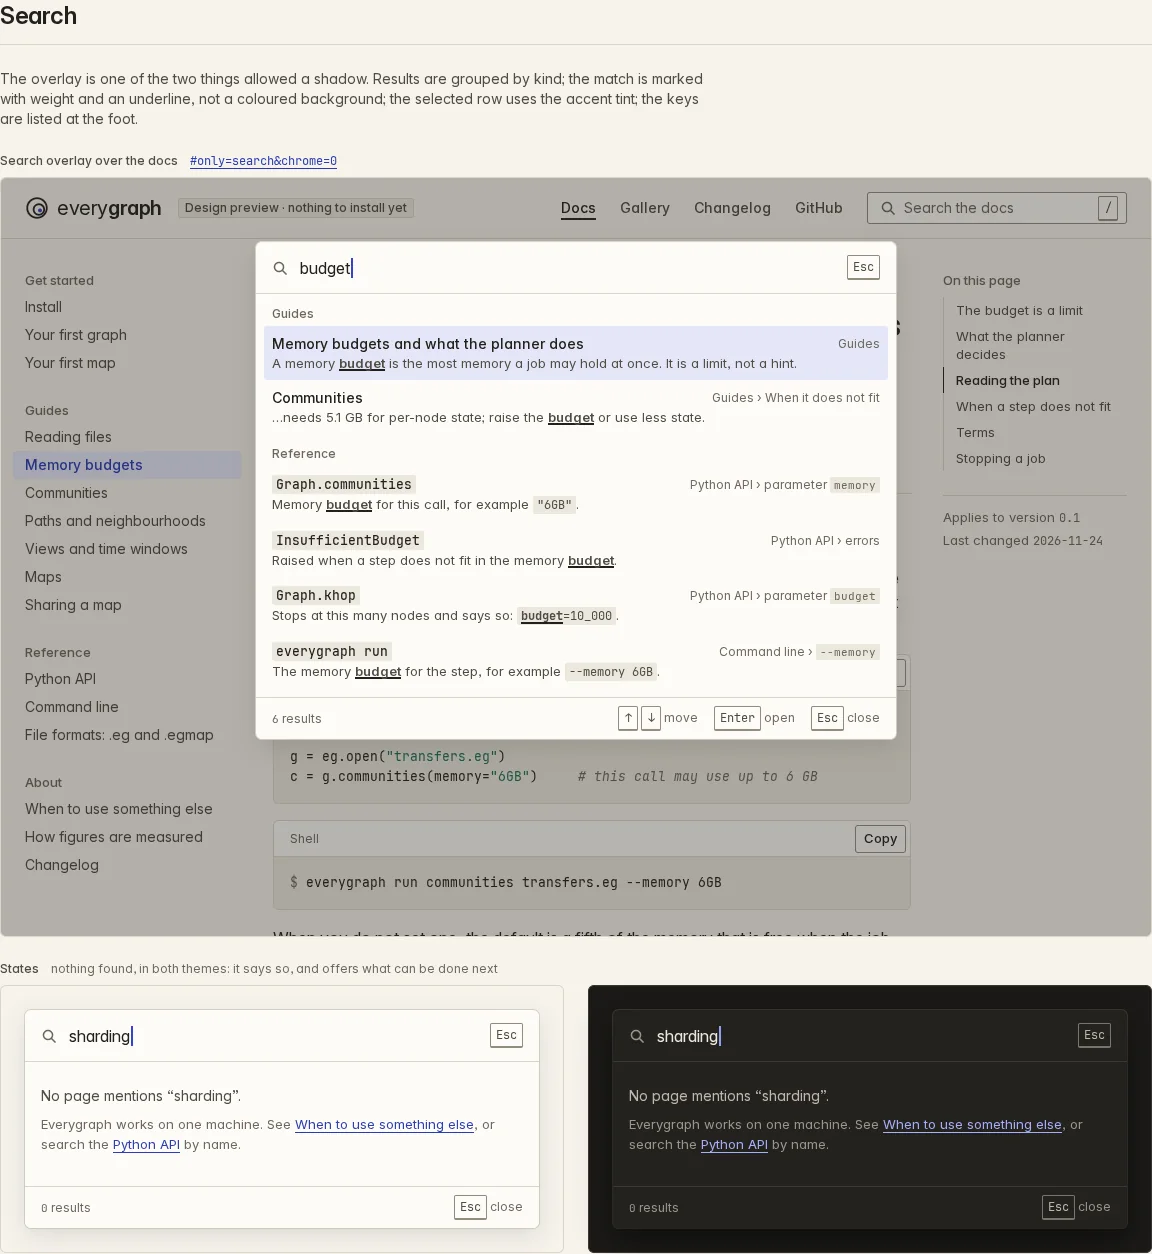 Search
The overlay is one of the two things allowed a shadow. Results are grouped by kind; the match is marked
with weight and an underline, not a coloured background; the selected row uses the accent tint; the keys
are listed at the foot.
Search overlay over the docs #only=search&chrome=0
everygraph Design preview · nothing to install yet Docs Gallery Changelog GitHub Search the docs /
Get started
Install
Your first graph
Your first map
Guides
Reading files
Memory budgets
Communities
Paths and neighbourhoods
Views and time windows
Maps
Sharing a map
Reference
Python API
Command line
File formats: .eg and .egmap
About
When to use something else
How figures are measured
Changelog
budget Esc
Guides
Memory budgets and what the planner does Guides
A memory budget is the most memory a job may hold at once. It is a limit, not a hint.
Communities Guides › When it does not fit
…needs 5.1 GB for per-node state; raise the budget or use less state.
Reference
Graph.communities Python API › parameter memory
Memory budget for this call, for example "6GB".
InsufficientBudget Python API › errors
Raised when a step does not fit in the memory budget.
Graph.khop Python API › parameter budget
Stops at this many nodes and says so: budget=10_000.
everygraph run Command line › --memory
The memory budget for the step, for example --memory 6GB.
6 results ↑ ↓ move Enter open Esc close
g = eg.open("transfers.eg")
c = g.communities(memory="6GB") # this call may use up to 6 GB
Shell Copy
$ everygraph run communities transfers.eg --memory 6GB
On this page
The budget is a limit
What the planner
decides
Reading the plan
When a step does not fit
Terms
Stopping a job
Applies to version 0.1
Last changed 2026-11-24
States nothing found, in both themes: it says so, and offers what can be done next
sharding Esc
No page mentions “sharding”.
Everygraph works on one machine. See When to use something else, or
search the Python API by name.
0 results Esc close
sharding Esc
No page mentions “sharding”.
Everygraph works on one machine. See When to use something else, or
search the Python API by name.
0 results Esc close